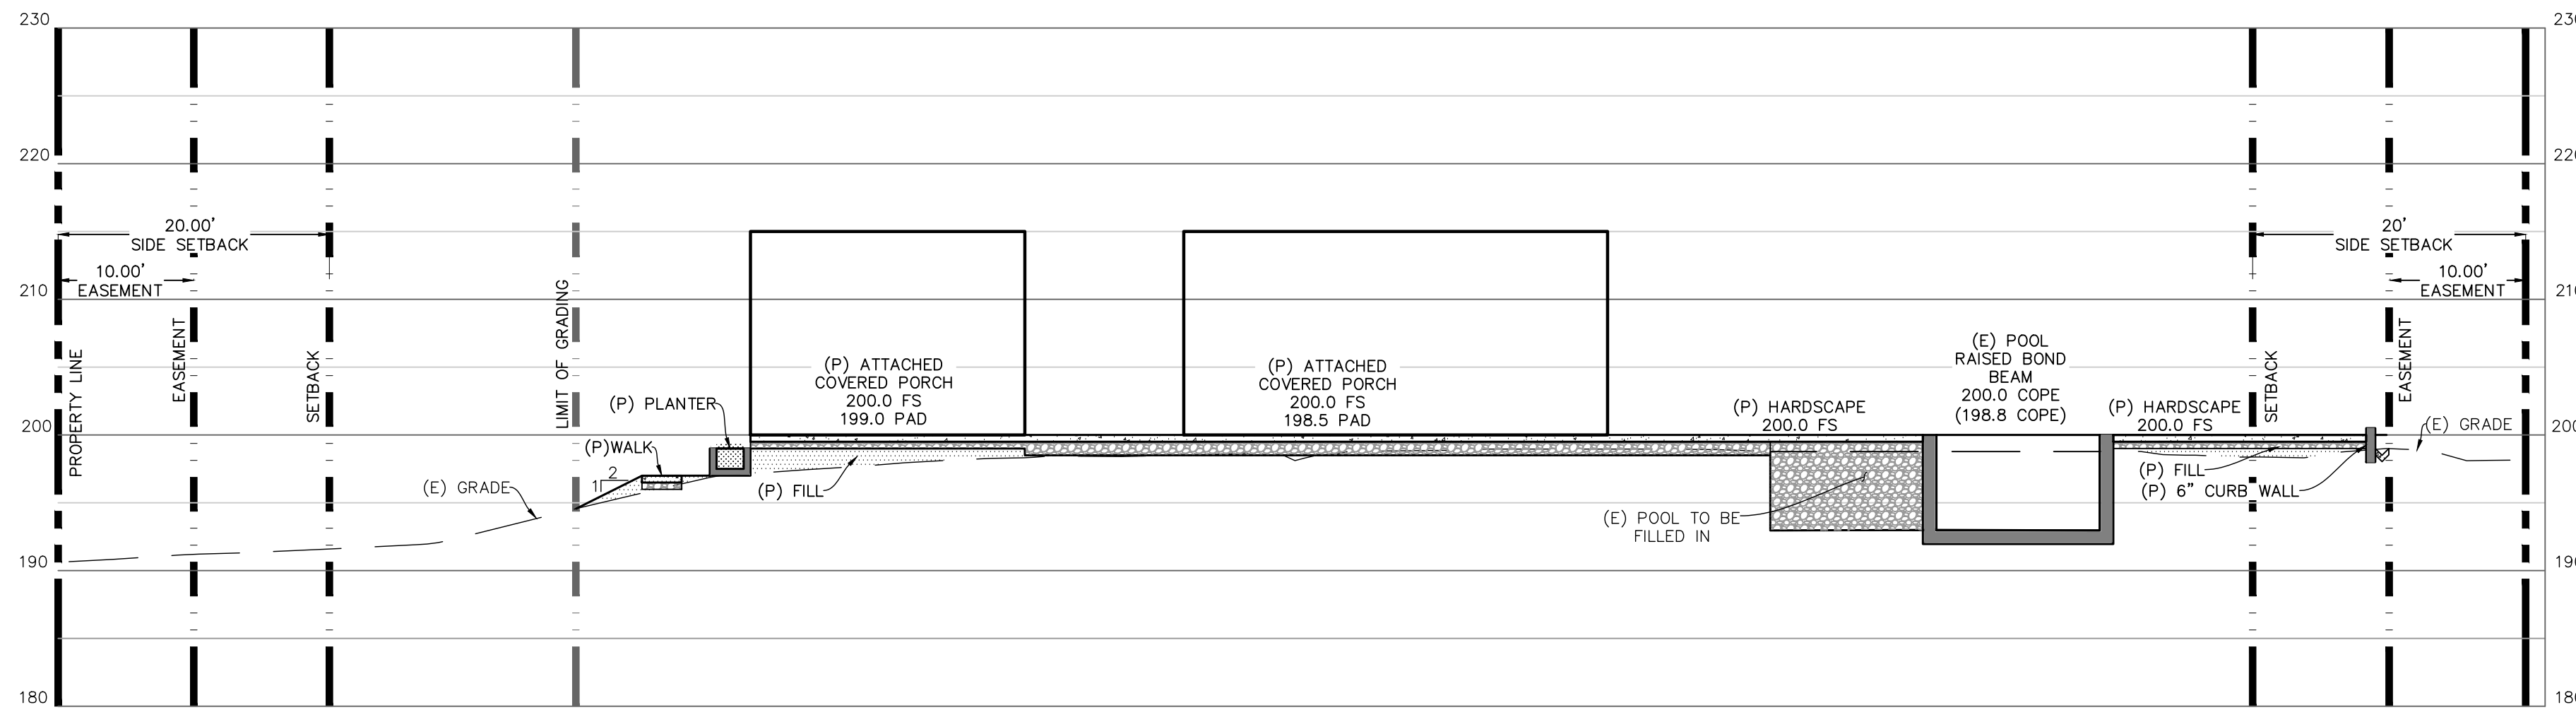 230
230
220
220
20.00'
SIDE SETBACK
10.00'
EASEMENT
20'
SIDE SETBACK
10.00'
EASEMENT
210
210
PROPERTY LINE
EASEMENT
SETBACK
LIMIT OF GRADING
(P) ATTACHED
COVERED PORCH
200.0 FS
199.0 PAD
(P) ATTACHED
COVERED PORCH
200.0 FS
198.5 PAD
(E) POOL
RAISED BOND
BEAM
200.0 COPE
(198.8 COPE)
SETBACK
EASEMENT
(P) PLANTER
(P) HARDSCAPE
200.0 FS
(P) HARDSCAPE
200.0 FS
200
200
(E) GRADE
(P)WALK
2
1
(E) GRADE
(P) FILL
(P) FILL
(P) 6" CURB WALL
(E) POOL TO BE
FILLED IN
190
190
180
180